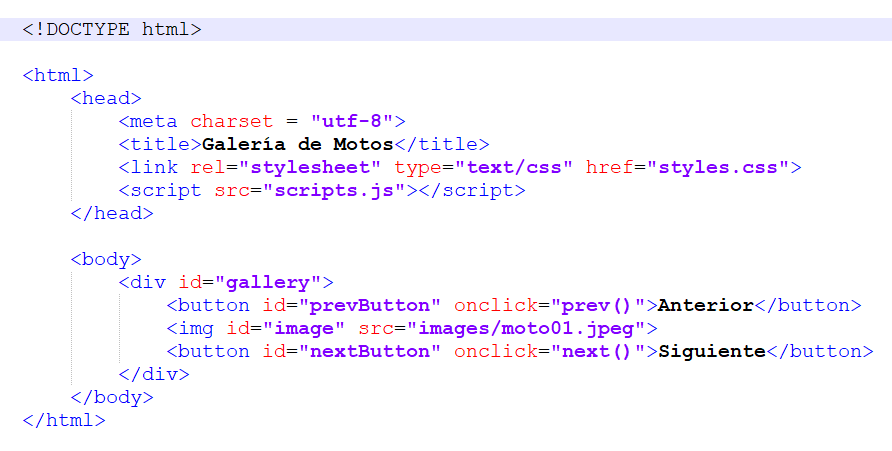 <!DOCTYPE html>
<html>
<head>
<meta charset = "utf-8">
<title>Galería de Motos</title>
<link rel="stylesheet" type="text/css" href="styles.css">
<script src="scripts.js"></script>
</head>
<body>
<div id="gallery">
<button id="prevButton" onclick="prev()">Anterior</button>
<img id="image" src="images/moto01.jpeg">
<button id="nextButton" onclick="next()">Siguiente</button>
</div>
</body>
</html>